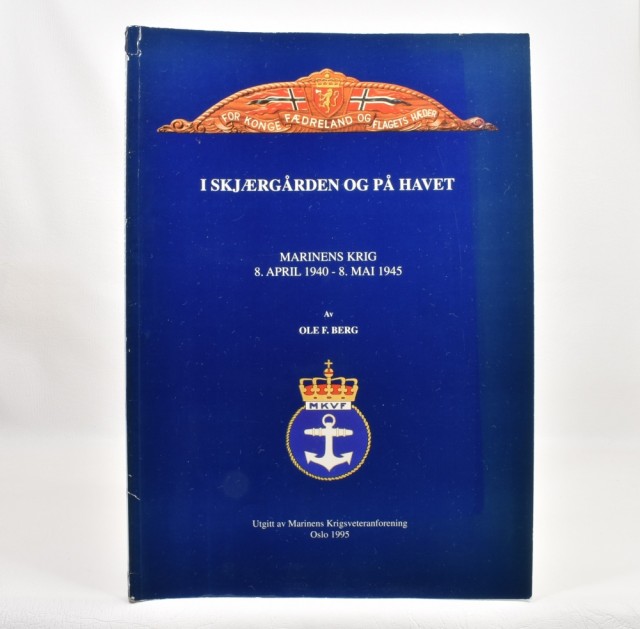 FOR KONGE FÆDRELAND OG FLAGETS HÆDER
I SKJÆRGÅRDEN OG PÅ HAVET
MARINENS KRIG
8. APRIL 1940 - 8. MAI 1945
Av
OLE F. BERG
MKVF
Utgitt av Marinens Krigsveteranforening
Oslo 1995